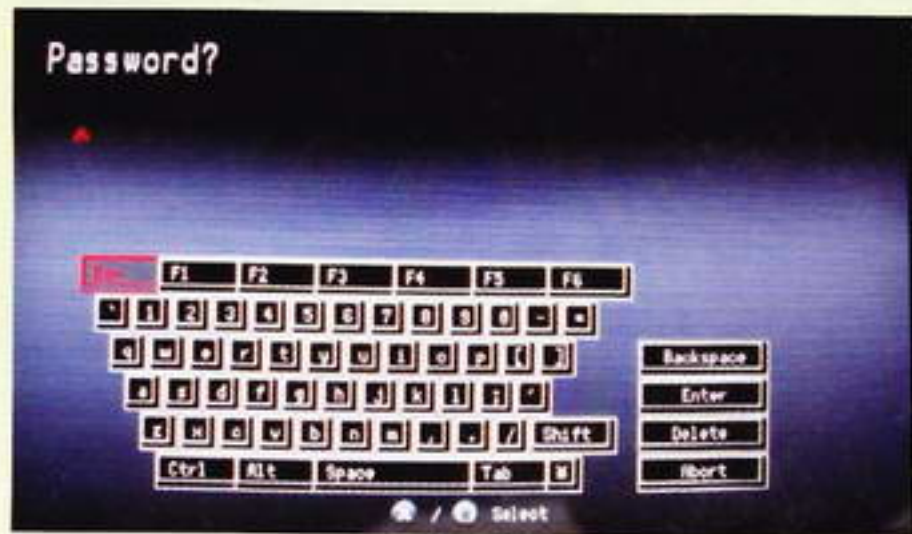 Password?
F1 F2 F3 F4 F5 F6
` 1 2 3 4 5 6 7 8 9 0 - =
q w e r t y u i o p [ ]
Backspace
a s d f g h j k l ; '
Enter
z x c v b n m , . / Shift
Delete
Ctrl Alt Space Tab ¥
Abort
/ Select